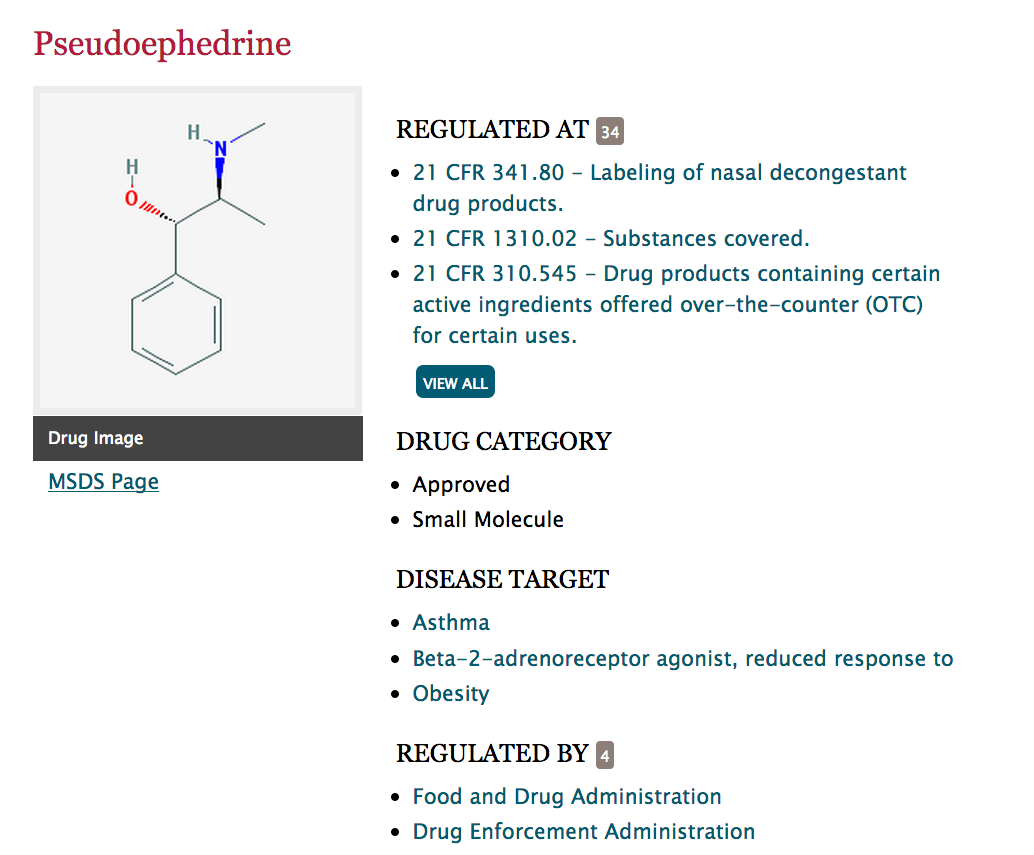 Pseudoephedrine
H
N
H
O
Drug Image
MSDS Page
REGULATED AT 34
• 21 CFR 341.80 – Labeling of nasal decongestant
drug products.
• 21 CFR 1310.02 – Substances covered.
• 21 CFR 310.545 – Drug products containing certain
active ingredients offered over-the-counter (OTC)
for certain uses.
VIEW ALL
DRUG CATEGORY
• Approved
• Small Molecule
DISEASE TARGET
• Asthma
• Beta-2-adrenoreceptor agonist, reduced response to
• Obesity
REGULATED BY 4
• Food and Drug Administration
• Drug Enforcement Administration